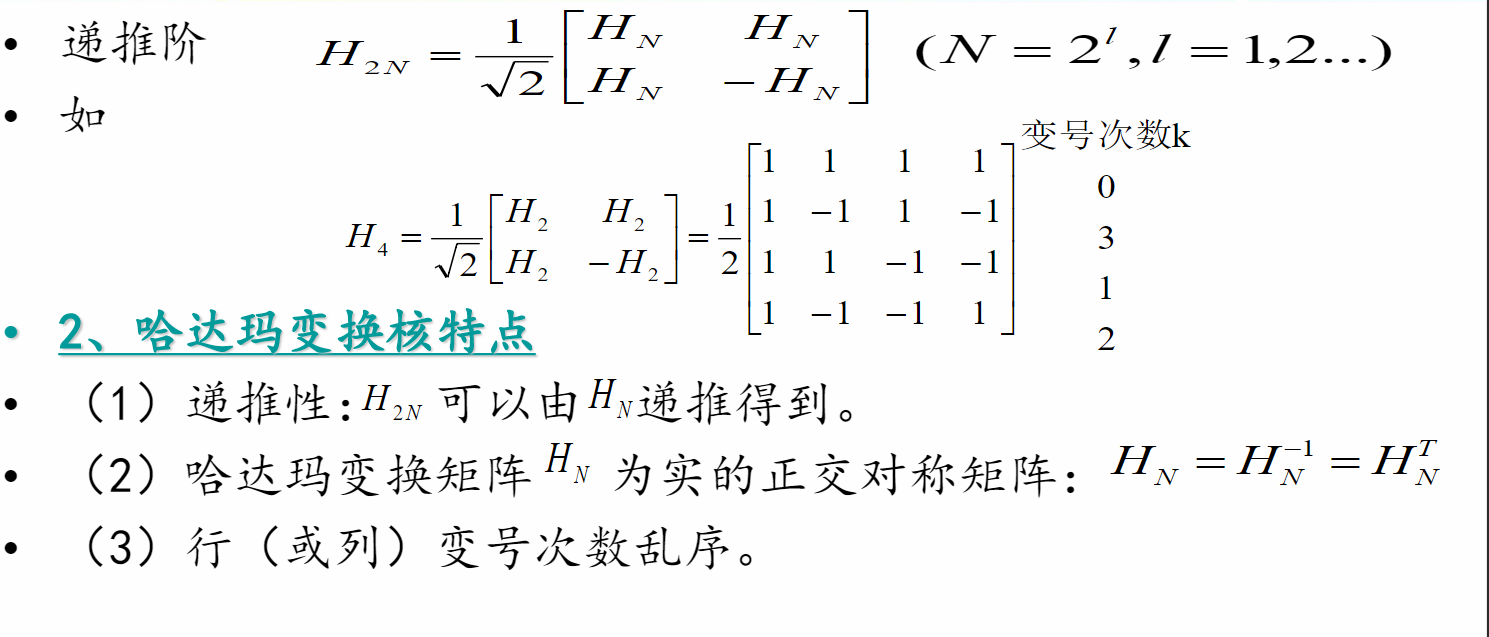 • 递推阶 H_{2N} = \frac{1}{\sqrt{2}} \begin{bmatrix} H_N & H_N \\ H_N & -H_N \end{bmatrix} (N = 2^l, l = 1,2...)
• 如
变号次数k
H_4 = \frac{1}{\sqrt{2}} \begin{bmatrix} H_2 & H_2 \\ H_2 & -H_2 \end{bmatrix} = \frac{1}{2} \begin{bmatrix} 1 & 1 & 1 & 1 \\ 1 & -1 & 1 & -1 \\ 1 & 1 & -1 & -1 \\ 1 & -1 & -1 & 1 \end{bmatrix}
0
3
1
2
• 2、哈达玛变换核特点
• （1）递推性：H_{2N} 可以由 H_N 递推得到。
• （2）哈达玛变换矩阵 H_N 为实的正交对称矩阵：H_N = H_N^{-1} = H_N^T
• （3）行（或列）变号次数乱序。